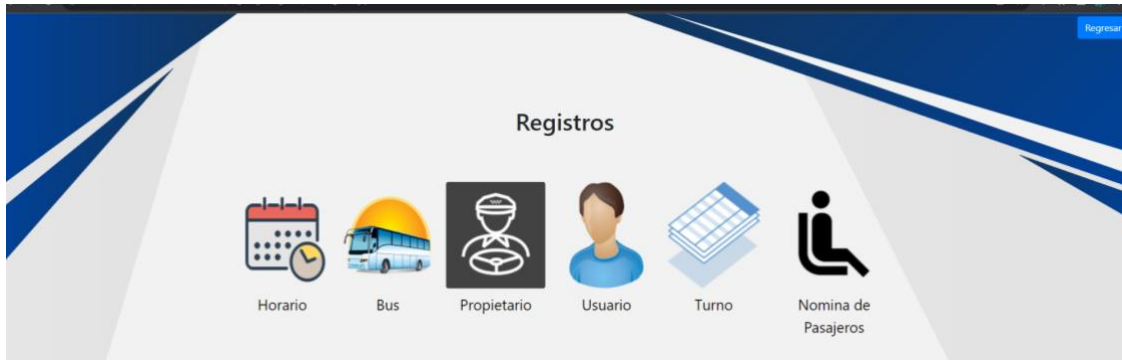 Regresar
Registros
Horario
Bus
Propietario
Usuario
Turno
Nomina de
Pasajeros